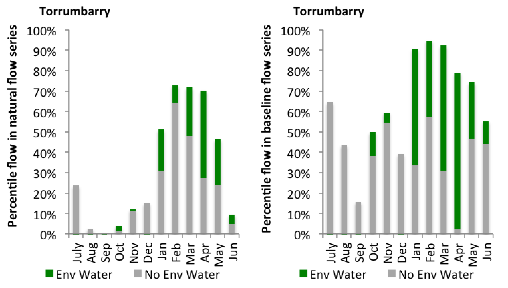 Torrumbarry
Percentile flow in natural flow series
100%
90%
80%
70%
60%
50%
40%
30%
20%
10%
0%
July Aug Sep Oct Nov Dec Jan Feb Mar Apr May Jun
Env Water No Env Water
Torrumbarry
Percentile flow in baseline flow series
100%
90%
80%
70%
60%
50%
40%
30%
20%
10%
0%
July Aug Sep Oct Nov Dec Jan Feb Mar Apr May Jun
Env Water No Env Water